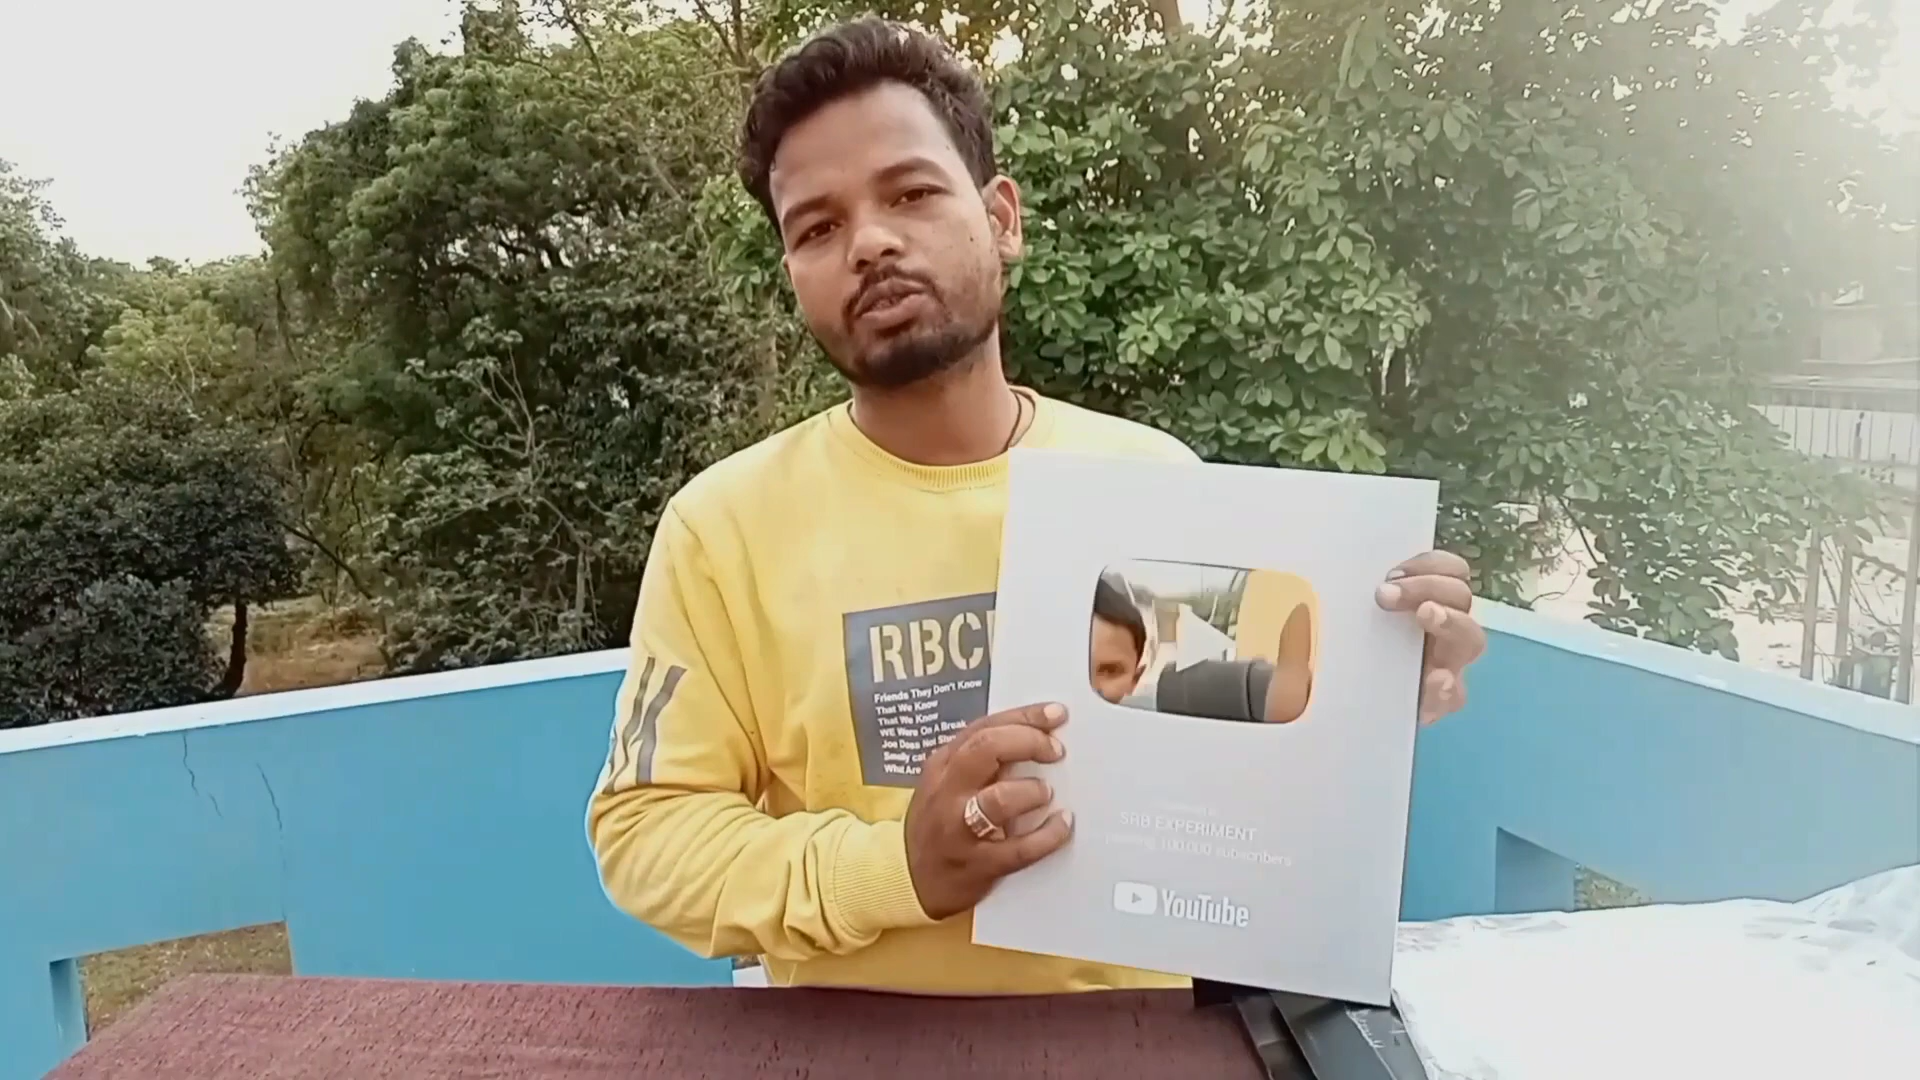 RBC
Friends They Don't Know
That We Know
That We Know
WE Were On A Break
Joe Does Not
Smelly cat
What Are
SRB EXPERIMENT
passing 100,000 subscribers
YouTube